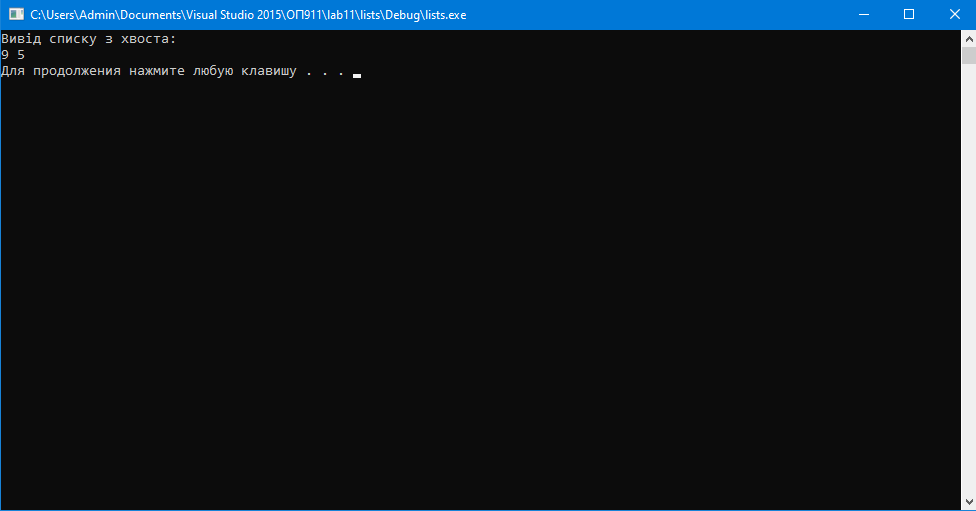 C:\Users\Admin\Documents\Visual Studio 2015\ОП911\lab11\lists\Debug\lists.exe
Вивід списку з хвоста:
9 5
Для продолжения нажмите любую клавишу . . .